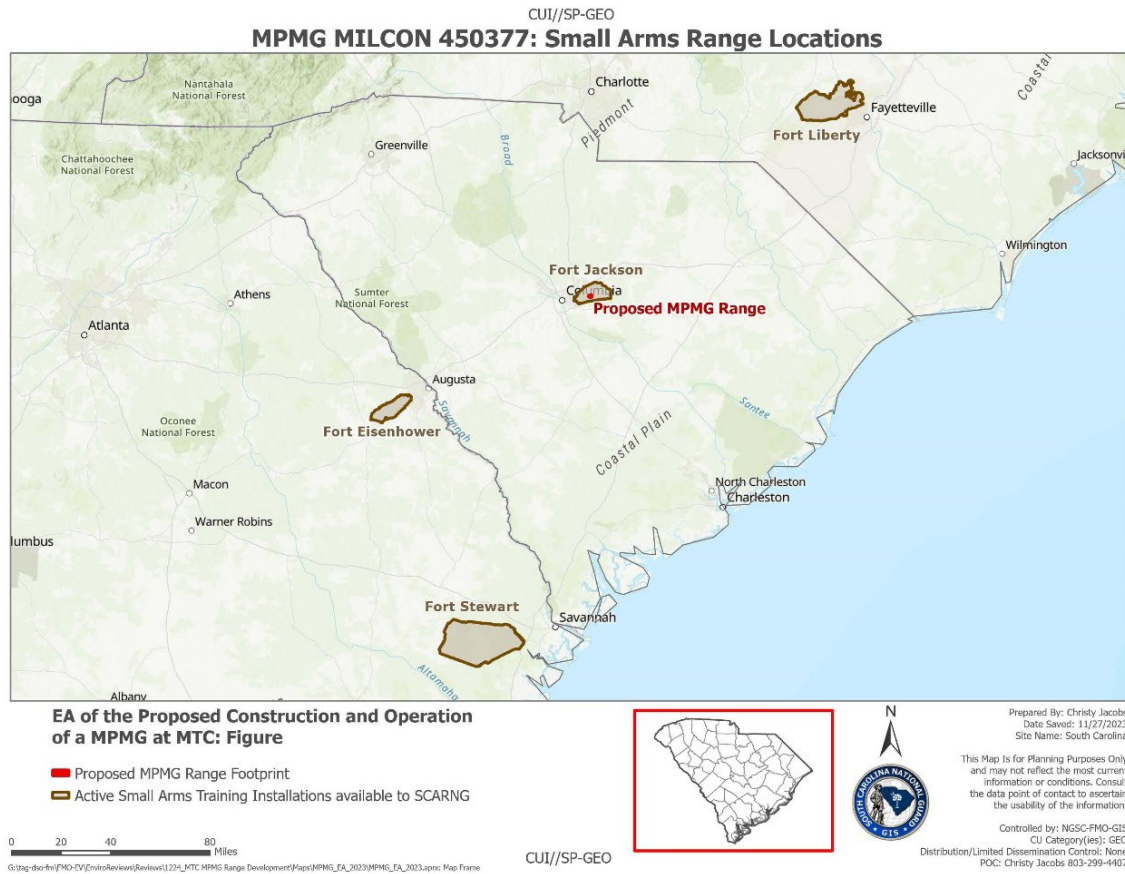 CUI//SP-GEO
MPMG MILCON 450377: Small Arms Range Locations
Nantahala
National Forest
Charlotte
Coastal
ooga
Piedmont
Fayetteville
Fort Liberty
Greenville
Broad
Chattahoochee
National Forest
Jacksonvi
Wilmington
Fort Jackson
Columbia
Proposed MPMG Range
Sumter
National Forest
Athens
Atlanta
Augusta
Savannah
Santee
Oconee
National Forest
Fort Eisenhower
Coastal Plain
Macon
North Charleston
Charleston
Warner Robins
lumbus
Fort Stewart
Savannah
Altamaha
Albany
EA of the Proposed Construction and Operation
of a MPMG at MTC: Figure
Proposed MPMG Range Footprint
Active Small Arms Training Installations available to SCARNG
0 20 40 80
Miles
N
SOUTH CAROLINA NATIONAL GUARD
GIS
Prepared By: Christy Jacobs
Date Saved: 11/27/2023
Site Name: South Carolina
This Map Is for Planning Purposes Only
and may not reflect the most current
information or conditions. Consult
the data point of contact to ascertain
the usability of the information.
Controlled by: NGSC-FMO-GIS
CU Category(ies): GEO
Distribution/Limited Dissemination Control: None
POC: Christy Jacobs 803-299-4407
CUI//SP-GEO